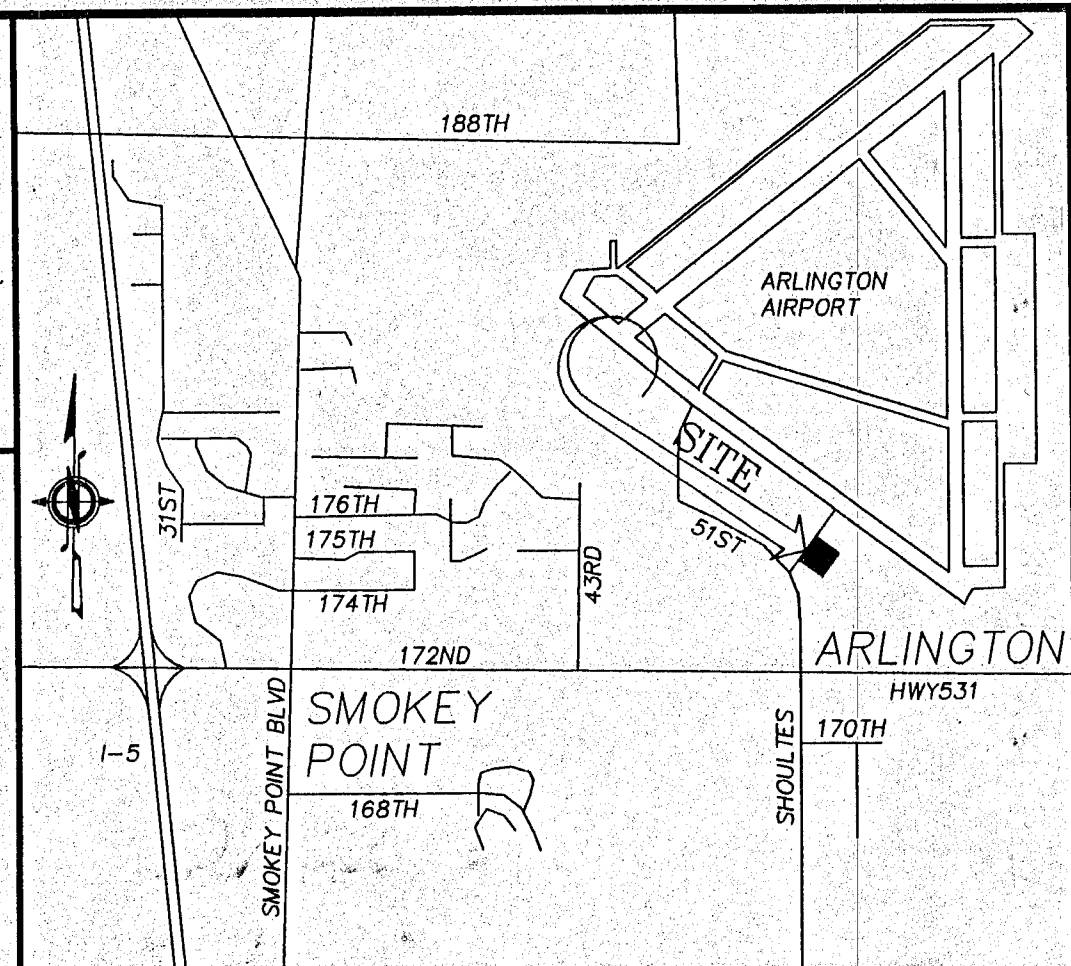 188TH
ARLINGTON
AIRPORT
SITE
31ST
176TH
175TH
174TH
51ST
43RD
172ND
ARLINGTON
HWY531
SMOKEY POINT BLVD
SMOKEY
POINT
I-5
SHOULTES
170TH
168TH